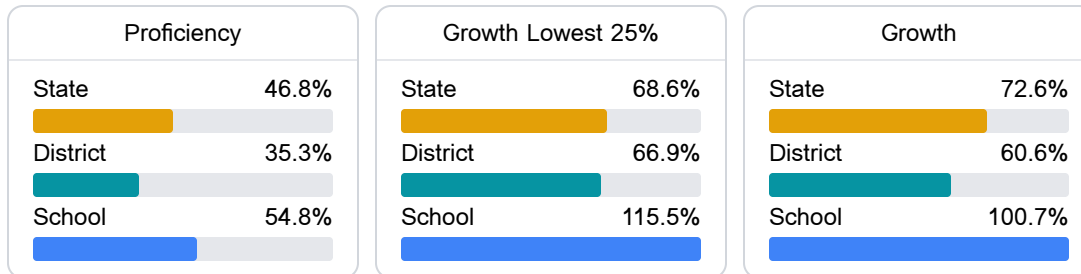 Proficiency
State 46.8%
District 35.3%
School 54.8%
Growth Lowest 25%
State 68.6%
District 66.9%
School 115.5%
Growth
State 72.6%
District 60.6%
School 100.7%